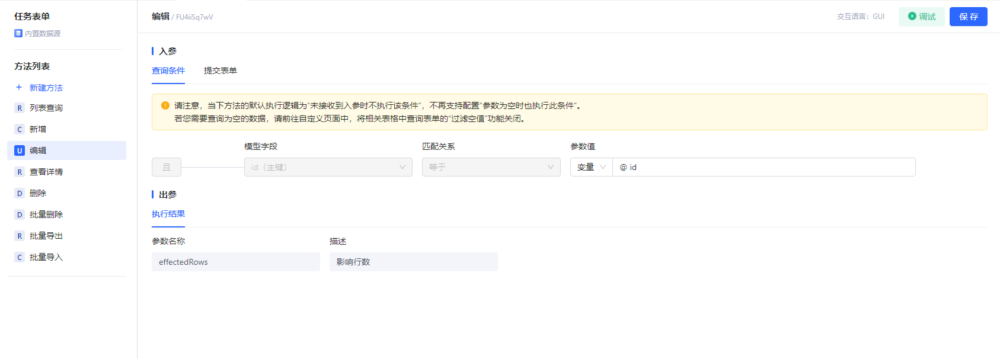 任务表单
内置数据源
方法列表
+ 新建方法
R 列表查询
C 新增
U 编辑
R 查看详情
D 删除
D 批量删除
R 批量导出
C 批量导入
编辑 / FU4iiSq7wV
交互语言：GUI
调试
保 存
入参
查询条件 提交表单
请注意，当下方法的默认执行逻辑为“未接收到入参时不执行该条件”，不再支持配置“参数为空时也执行此条件”。
若您需要查询为空的数据，请前往自定义页面中，将相关表格中查询表单的“过滤空值”功能关闭。
模型字段 匹配关系 参数值
且 id（主键） 等于 变量 @ id
出参
执行结果
参数名称 描述
effectedRows 影响行数